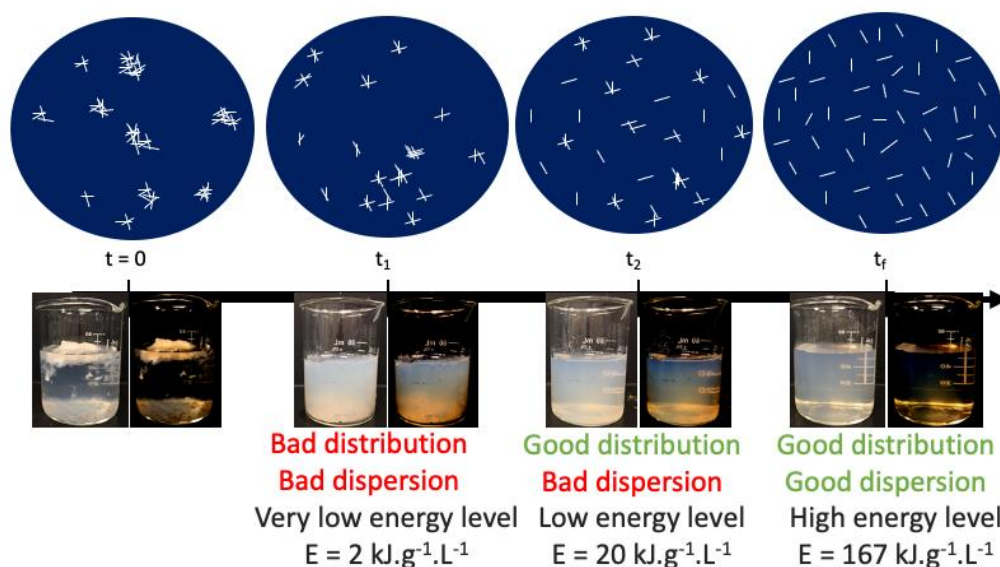 t = 0
t₁
t₂
t_f
Bad distribution
Bad dispersion
Very low energy level
E = 2 kJ.g⁻¹.L⁻¹
Good distribution
Bad dispersion
Low energy level
E = 20 kJ.g⁻¹.L⁻¹
Good distribution
Good dispersion
High energy level
E = 167 kJ.g⁻¹.L⁻¹